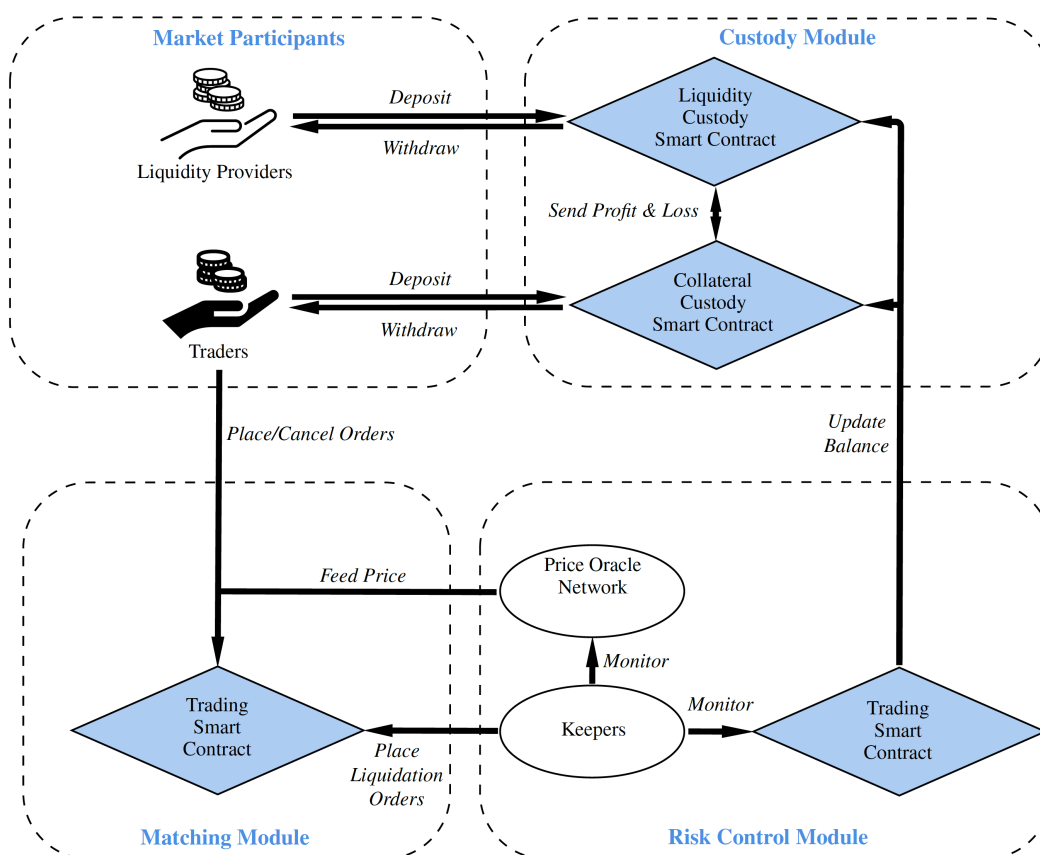 Market Participants
Custody Module
Deposit
Withdraw
Liquidity Providers
Liquidity
Custody
Smart Contract
Send Profit & Loss
Deposit
Withdraw
Traders
Collateral
Custody
Smart Contract
Place/Cancel Orders
Update
Balance
Feed Price
Price Oracle
Network
Monitor
Monitor
Trading
Smart
Contract
Keepers
Trading
Smart
Contract
Place
Liquidation
Orders
Matching Module
Risk Control Module